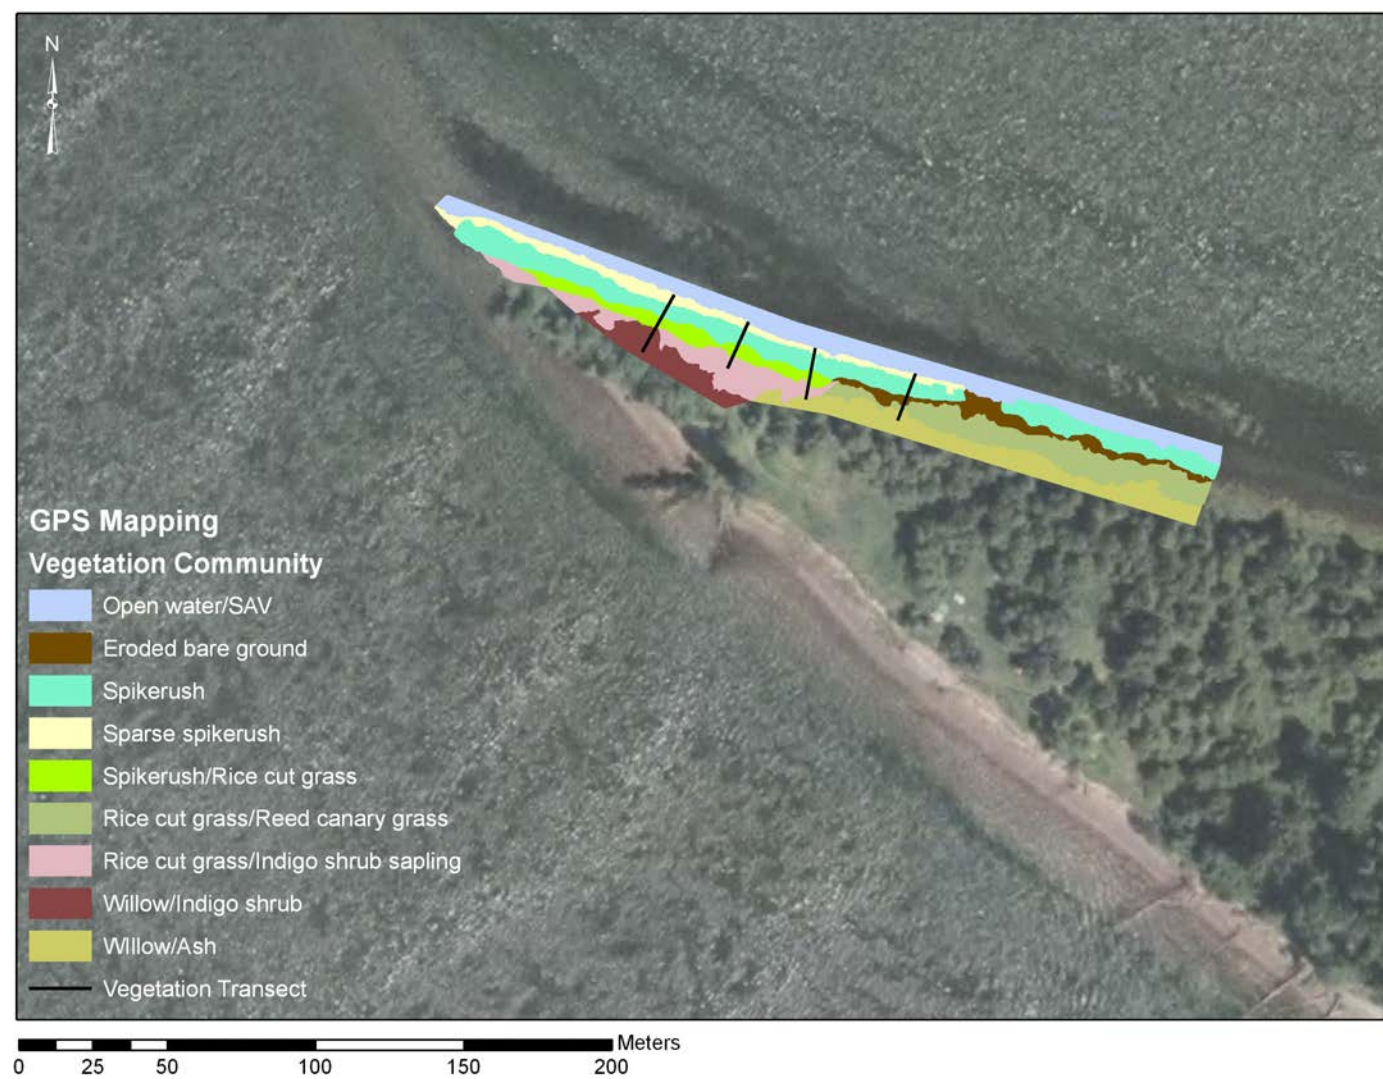 N
GPS Mapping
Vegetation Community
Open water/SAV
Eroded bare ground
Spikerush
Sparse spikerush
Spikerush/Rice cut grass
Rice cut grass/Reed canary grass
Rice cut grass/Indigo shrub sapling
Willow/Indigo shrub
WIllow/Ash
Vegetation Transect
Meters
0 25 50 100 150 200